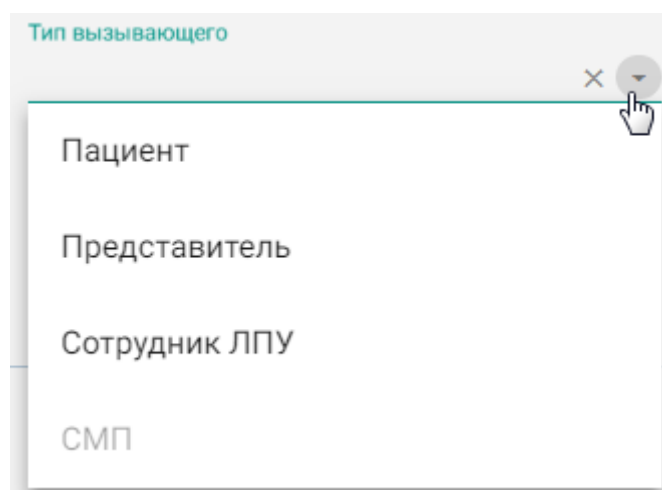 Тип вызывающего
Пациент
Представитель
Сотрудник ЛПУ
СМП